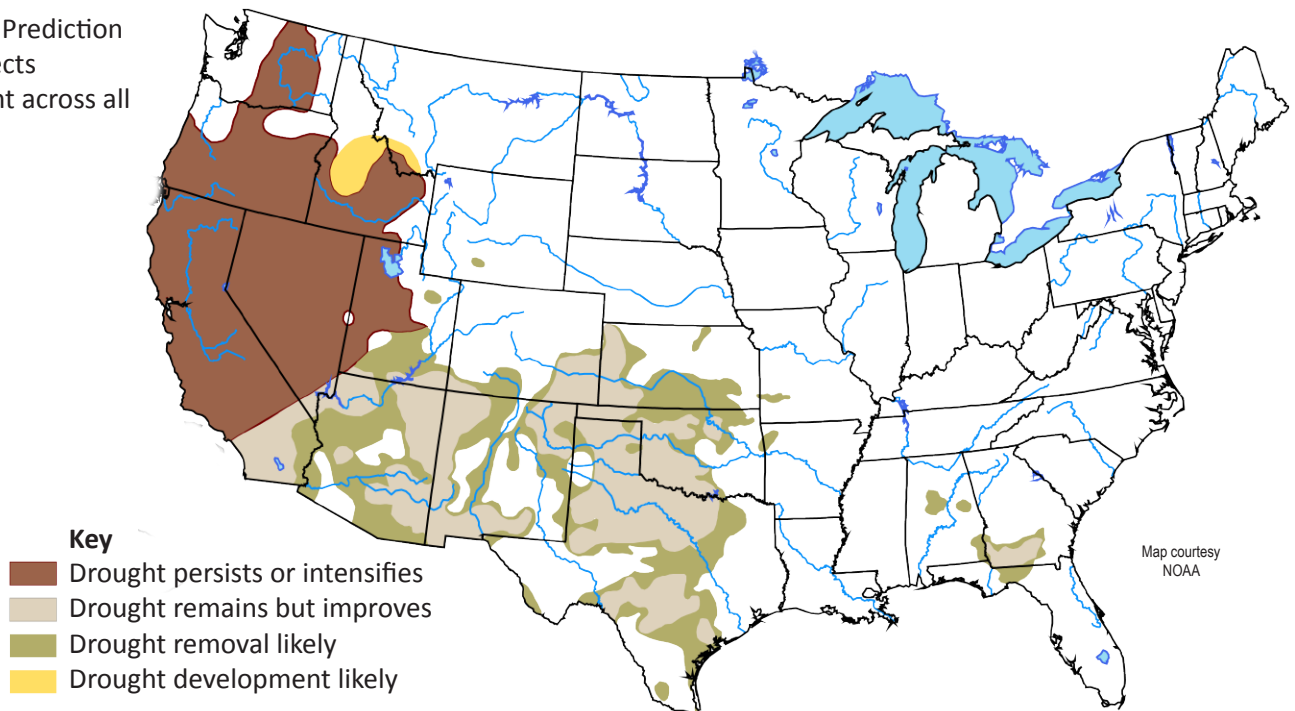 Prediction
ects
nt across all
Key
Drought persists or intensifies
Drought remains but improves
Drought removal likely
Drought development likely
Map courtesy
NOAA